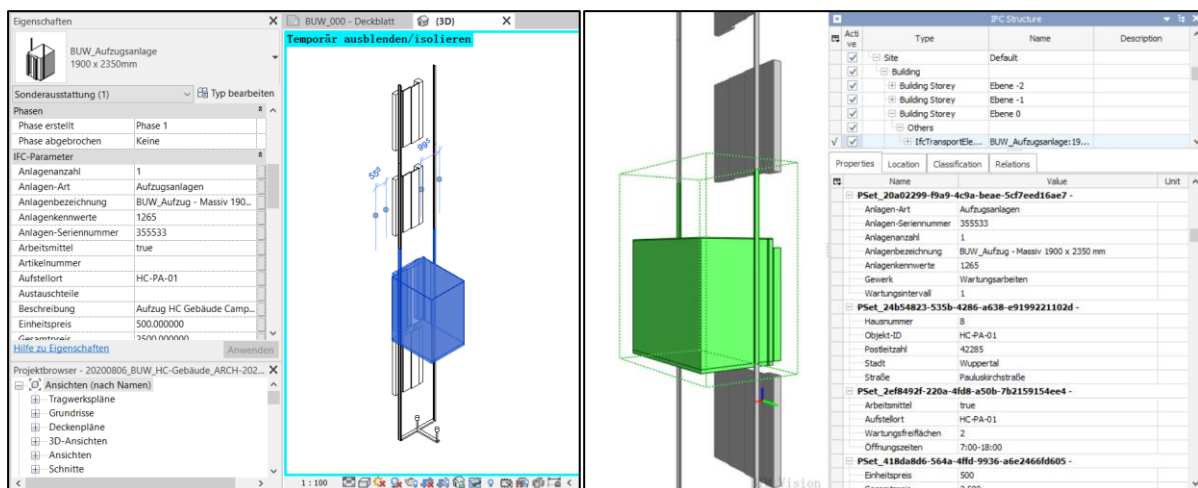 Eigenschaften
BUW_Aufzugsanlage
1900 x 2350mm
Sonderausstattung (1)
Typ bearbeiten
Phasen
Phase erstellt Phase 1
Phase abgebrochen Keine
IFC-Parameter
Anlagenanzahl 1
Anlagen-Art Aufzugsanlagen
Anlagenbezeichnung BUW_Aufzug - Massiv 190...
Anlagenkennwerte 1265
Anlagen-Seriennummer 355533
Arbeitsmittel true
Artikelnummer
Aufstellort HC-PA-01
Austauschteile
Beschreibung Aufzug HC Gebäude Camp...
Einheitspreis 500.000000
Gesamtpreis 2500.000000
Hilfe zu Eigenschaften
Anwenden
Projektbrowser - 20200806_BUW_HC-Gebäude_ARCH-202...
Ansichten (nach Namen)
Tragwerkspläne
Grundrisse
Deckenpläne
3D-Ansichten
Ansichten
Schnitte
BUW_000 - Deckblatt
(3D)
Temporär ausblenden/isolieren
55⁵
99⁵
1 : 100
Vision
IFC Structure
Active Type Name Description
Site Default
Building
Building Storey Ebene -2
Building Storey Ebene -1
Building Storey Ebene 0
Others
IfcTransportEle... BUW_Aufzugsanlage:19...
Properties Location Classification Relations
Name Value Unit
PSet_20a02299-f9a9-4c9a-beae-5cf7eed16ae7 -
Anlagen-Art Aufzugsanlagen
Anlagen-Seriennummer 355533
Anlagenanzahl 1
Anlagenbezeichnung BUW_Aufzug - Massiv 1900 x 2350 mm
Anlagenkennwerte 1265
Gewerk Wartungsarbeiten
Wartungsintervall 1
PSet_24b54823-535b-4286-a638-e9199221102d -
Hausnummer 8
Objekt-ID HC-PA-01
Postleitzahl 42285
Stadt Wuppertal
Straße Pauluskirchstraße
PSet_2ef8492f-220a-4fd8-a50b-7b2159154ee4 -
Arbeitsmittel true
Aufstellort HC-PA-01
Wartungsfreiflächen 2
Öffnungszeiten 7:00-18:00
PSet_418da8d6-564a-4ffd-9936-a6e2466fd605 -
Einheitspreis 500